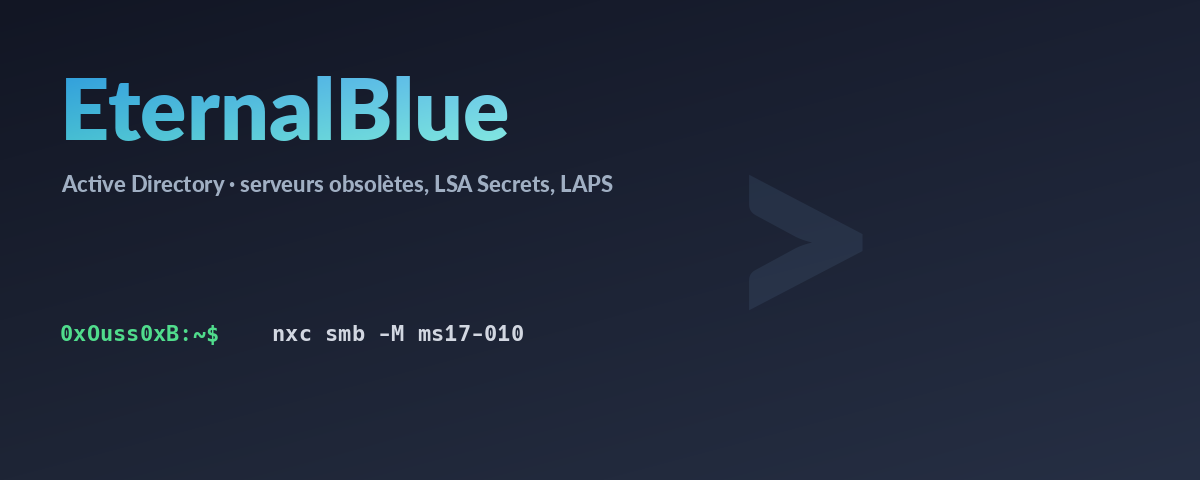 EternalBlue
Active Directory · serveurs obsolètes, LSA Secrets, LAPS
>
0xOuss0xB:~$ nxc smb -M ms17-010